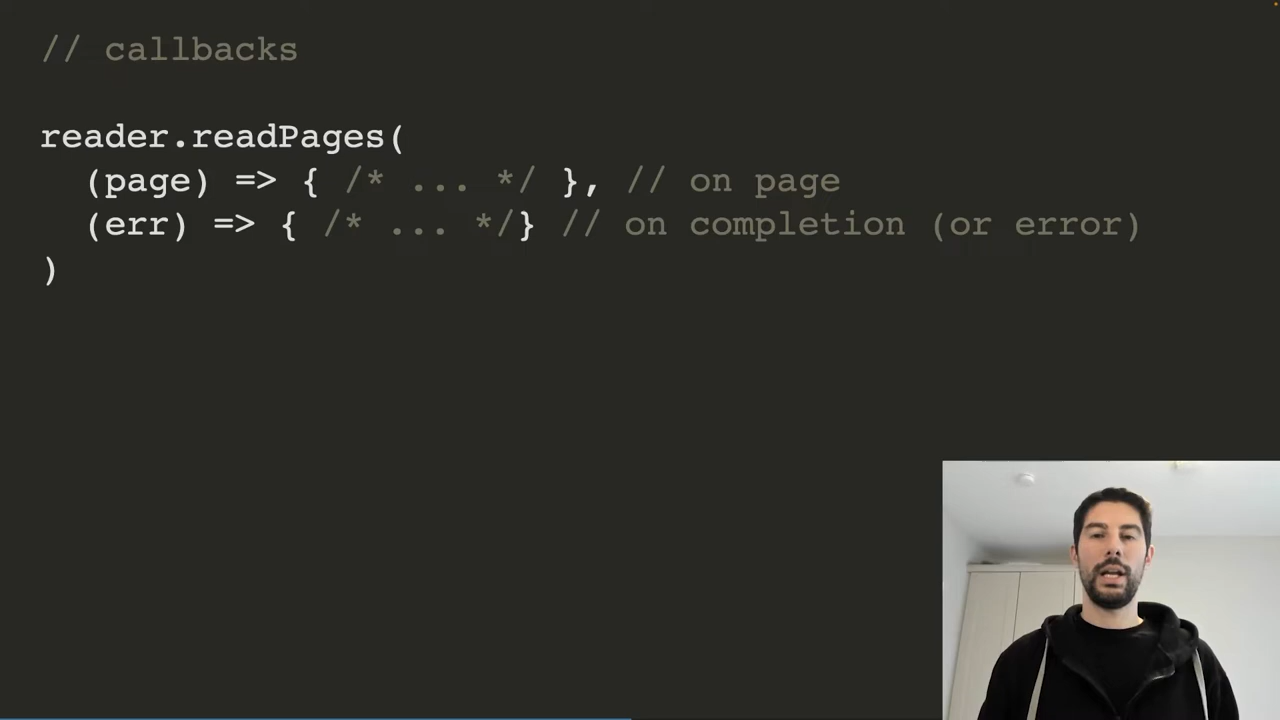 // callbacks
reader.readPages(
(page) => { /* ... */ }, // on page
(err) => { /* ... */} // on completion (or error)
)